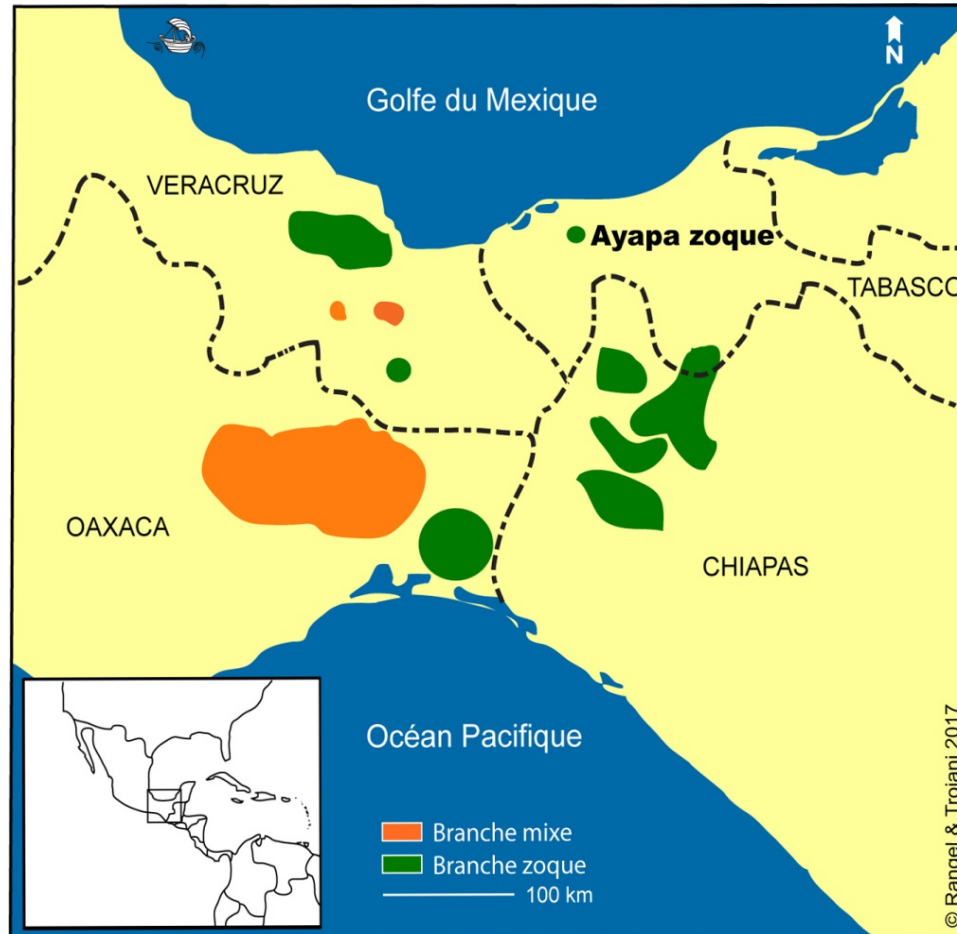 N
Golfe du Mexique
VERACRUZ
Ayapa zoque
TABASCO
OAXACA
CHIAPAS
Océan Pacifique
Branche mixe
Branche zoque
100 km
© Rangel & Troiani 2017